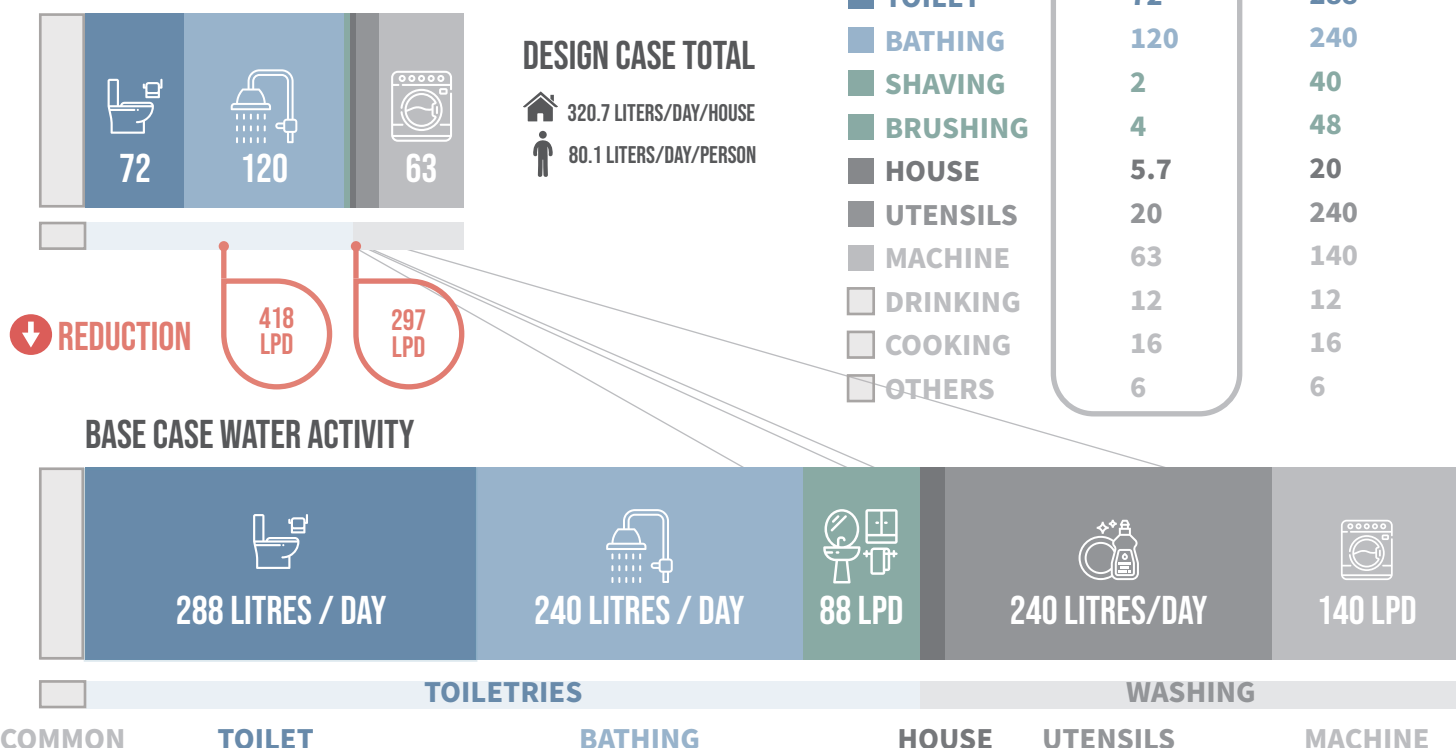 TOILET 72 288
BATHING 120 240
SHAVING 2 40
BRUSHING 4 48
HOUSE 5.7 20
UTENSILS 20 240
MACHINE 63 140
DRINKING 12 12
COOKING 16 16
OTHERS 6 6
72 120 63
DESIGN CASE TOTAL
320.7 LITERS/DAY/HOUSE
80.1 LITERS/DAY/PERSON
REDUCTION
418
LPD
297
LPD
BASE CASE WATER ACTIVITY
288 LITRES / DAY 240 LITRES / DAY 88 LPD 240 LITRES/DAY 140 LPD
TOILETRIES WASHING
COMMON TOILET BATHING HOUSE UTENSILS MACHINE